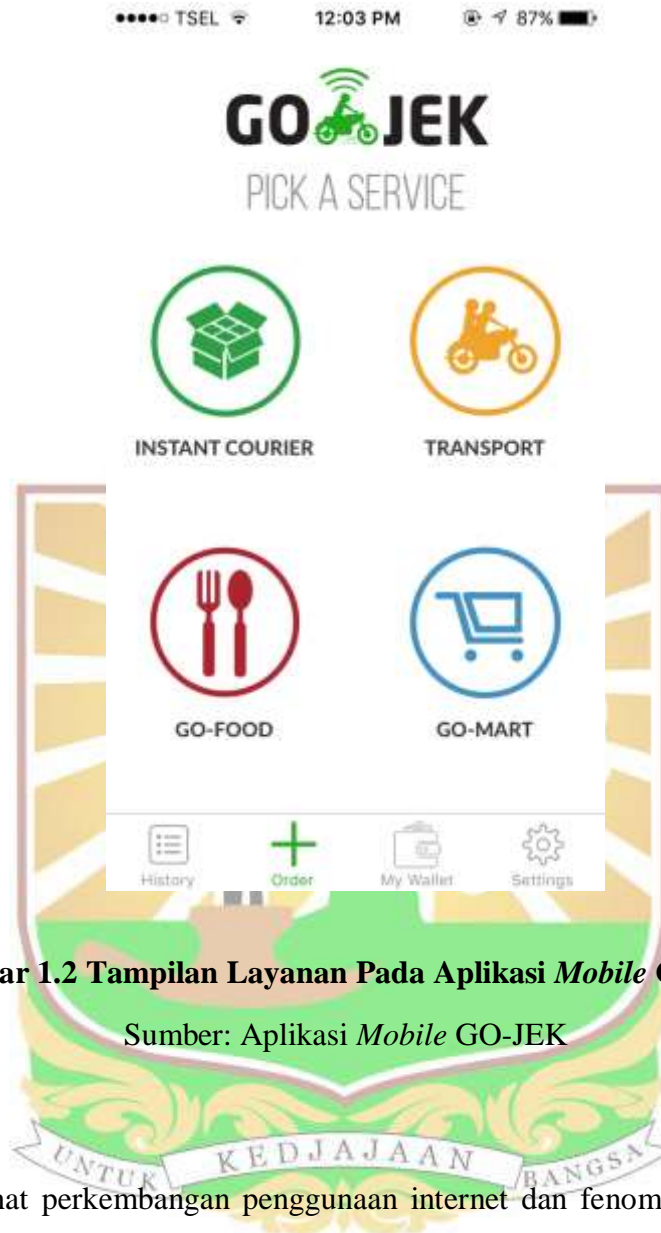 TSEL 12:03 PM 87%
GO JEK
PICK A SERVICE
INSTANT COURIER TRANSPORT
GO-FOOD GO-MART
History Order My Wallet Settings
ar 1.2 Tampilan Layanan Pada Aplikasi Mobile G
Sumber: Aplikasi Mobile GO-JEK
UNTUK KEDJAJAAN BANGSA
hat perkembangan penggunaan internet dan fenom